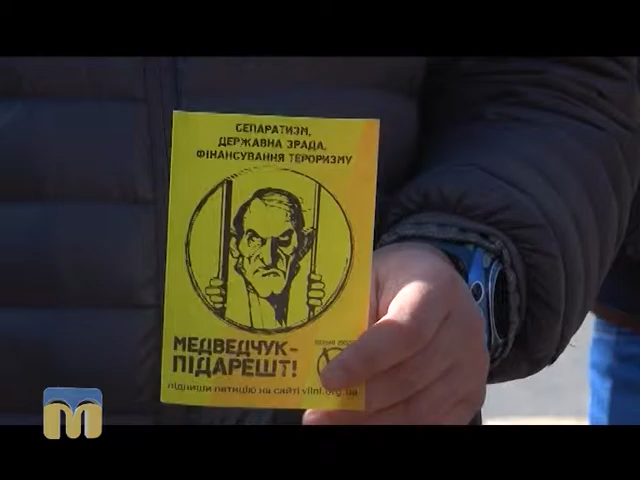 СЕПАРАТИЗМ,
ДЕРЖАВНА ЗРАДА,
ФІНАНСУВАННЯ ТЕРОРИЗМУ
МЕДВЕДЧУК-
ПІДАРЕШТ!
підпиши петицію на сайті vilni.org.ua